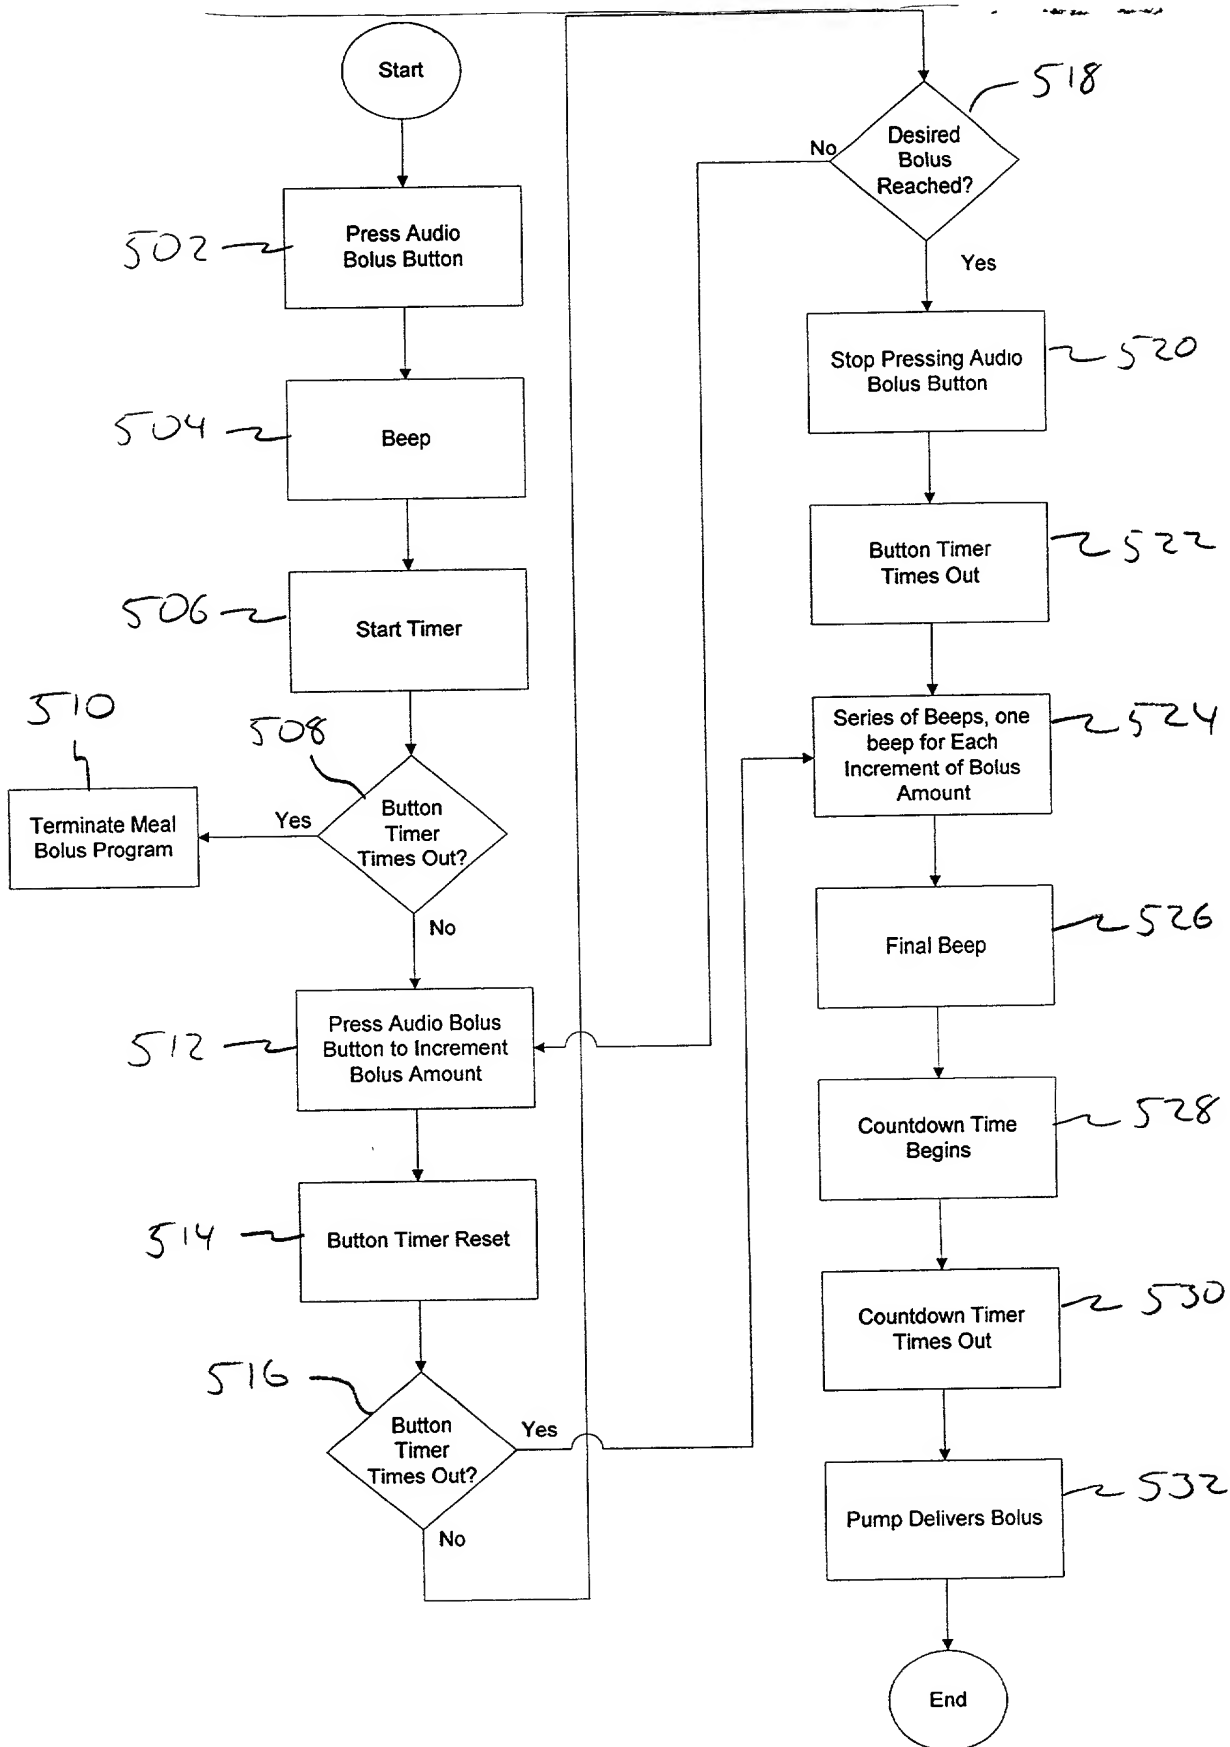 Start
502
Press Audio
Bolus Button
504
Beep
506
Start Timer
510
508
Terminate Meal
Bolus Program
Yes
Button
Timer
Times Out?
No
512
Press Audio Bolus
Button to Increment
Bolus Amount
514
Button Timer Reset
516
Button
Timer
Times Out?
Yes
No
518
No
Desired
Bolus
Reached?
Yes
Stop Pressing Audio
Bolus Button
520
Button Timer
Times Out
522
Series of Beeps, one
beep for Each
Increment of Bolus
Amount
524
Final Beep
526
Countdown Time
Begins
528
Countdown Timer
Times Out
530
Pump Delivers Bolus
532
End